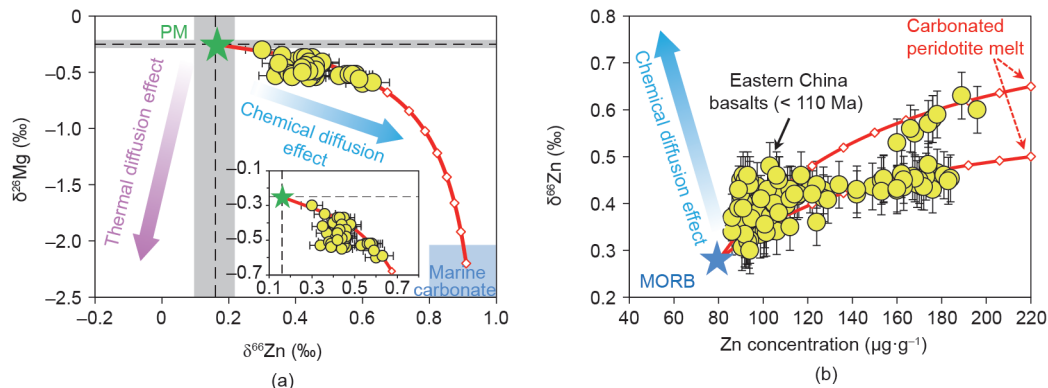 (a)
0
−0.5
−1.0
−1.5
−2.0
−2.5
δ²⁶Mg (‰)
PM
Thermal diffusion effect
Chemical diffusion
effect
−0.1
−0.3
−0.5
−0.7
0.1 0.3 0.5 0.7
Marine
carbonate
−0.2 0 0.2 0.4 0.6 0.8 1.0
δ⁶⁶Zn (‰)
(a)
(b)
0.8
0.7
0.6
0.5
0.4
0.3
0.2
δ⁶⁶Zn (‰)
Chemical diffusion effect
Carbonated
peridotite melt
Eastern China
basalts (< 110 Ma)
MORB
40 60 80 100 120 140 160 180 200 220
Zn concentration (μg·g⁻¹)
(b)